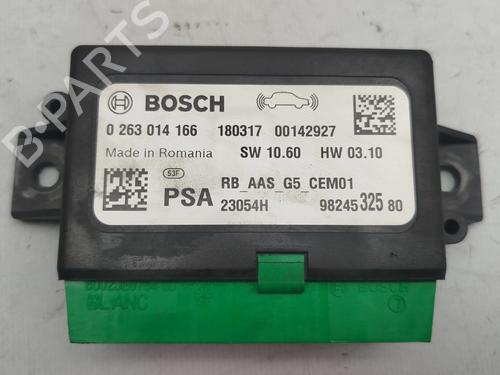 B-PARTS
BOSCH
0 263 014 166 180317 00142927
Made in Romania SW 10.60 HW 03.10
53F
RB_AAS_G5_CEM01
PSA 23054H 98245 325 80
BLANC